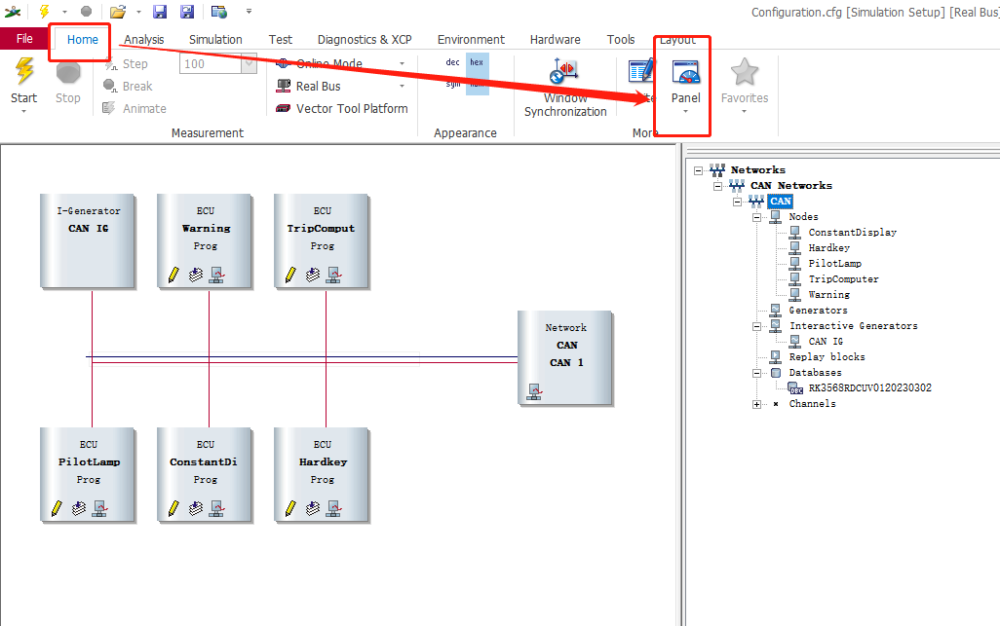 Configuration.cfg [Simulation Setup] [Real Bus]
File Home Analysis Simulation Test Diagnostics & XCP Environment Hardware Tools Layout
Start
Stop
Step
Break
Animate
100
Measurement
Online Mode
Real Bus
Vector Tool Platform
dec hex
sym
Appearance
Window
Synchronization
Panel
Favorites
More
I-Generator
CAN IG
ECU
Warning
Prog
ECU
TripComput
Prog
Network
CAN
CAN 1
ECU
PilotLamp
Prog
ECU
ConstantDi
Prog
ECU
Hardkey
Prog
Networks
CAN Networks
CAN
Nodes
ConstantDisplay
Hardkey
PilotLamp
TripComputer
Warning
Generators
Interactive Generators
CAN IG
Replay blocks
Databases
DBC
RK3568RDCUV0120230302
Channels